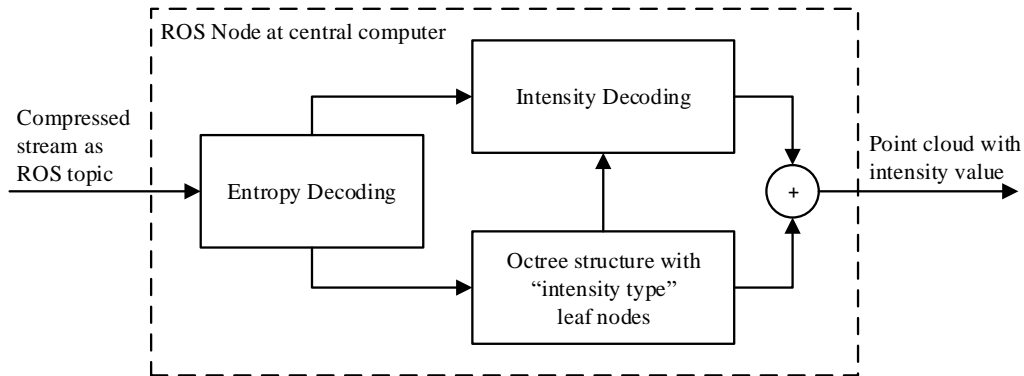 ROS Node at central computer
Compressed
stream as
ROS topic
Entropy Decoding
Intensity Decoding
Octree structure with
“intensity type”
leaf nodes
+
Point cloud with
intensity value